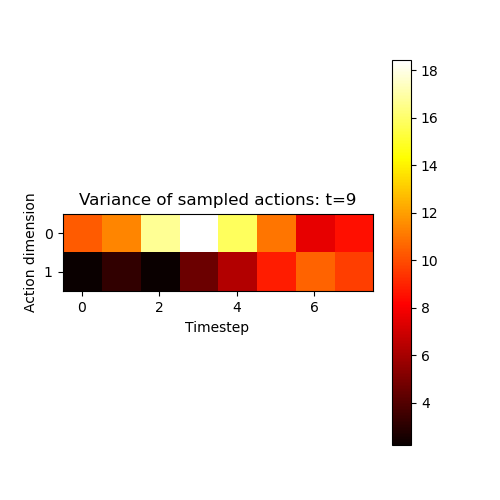 Variance of sampled actions: t=9
Action dimension
0
1
0 2 4 6
Timestep
18
16
14
12
10
8
6
4